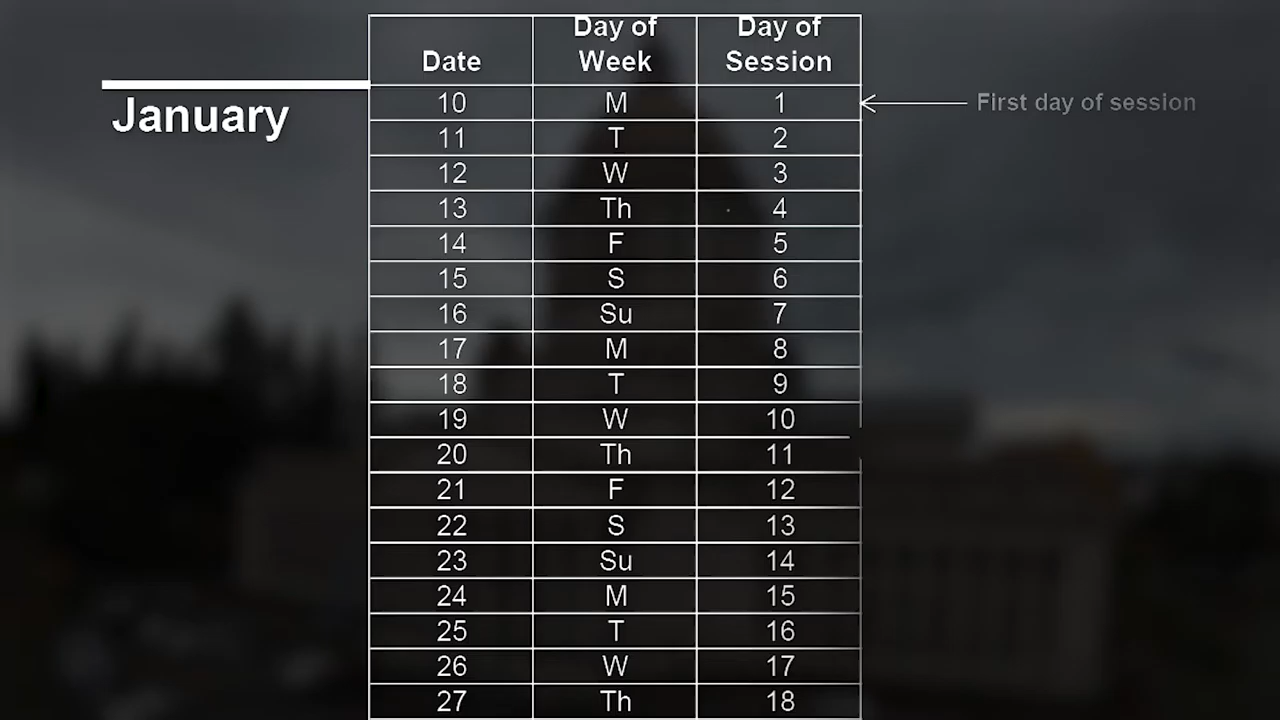 Date Day of Week Day of Session
January
10 M 1 First day of session
11 T 2
12 W 3
13 Th 4
14 F 5
15 S 6
16 Su 7
17 M 8
18 T 9
19 W 10
20 Th 11
21 F 12
22 S 13
23 Su 14
24 M 15
25 T 16
26 W 17
27 Th 18